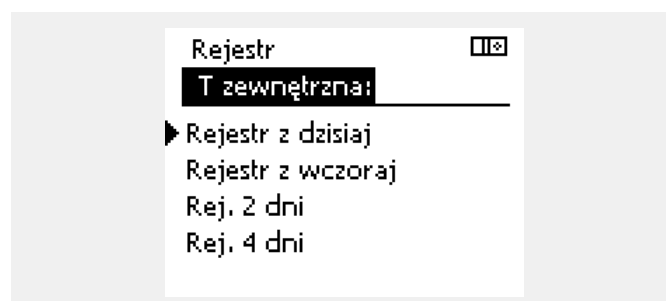 Rejestr
T zewnętrzna:
Rejestr z dzisiaj
Rejestr z wczoraj
Rej. 2 dni
Rej. 4 dni